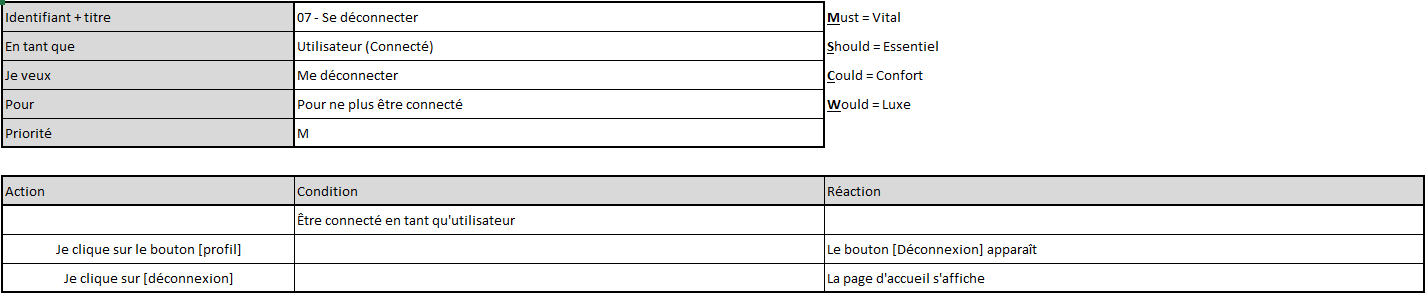 Identifiant + titre 07 - Se déconnecter Must = Vital
En tant que Utilisateur (Connecté) Should = Essentiel
Je veux Me déconnecter Could = Confort
Pour Pour ne plus être connecté Would = Luxe
Priorité M
Action Condition Réaction
Être connecté en tant qu'utilisateur
Je clique sur le bouton [profil] Le bouton [Déconnexion] apparaît
Je clique sur [déconnexion] La page d'accueil s'affiche